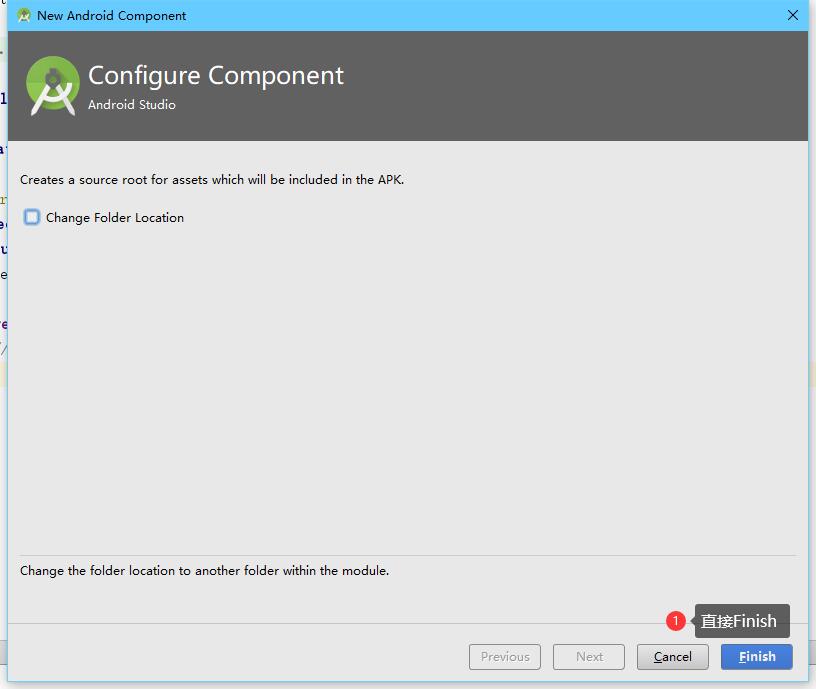 New Android Component
Configure Component
Android Studio
Creates a source root for assets which will be included in the APK.
Change Folder Location
Change the folder location to another folder within the module.
1 直接Finish
Previous Next Cancel Finish